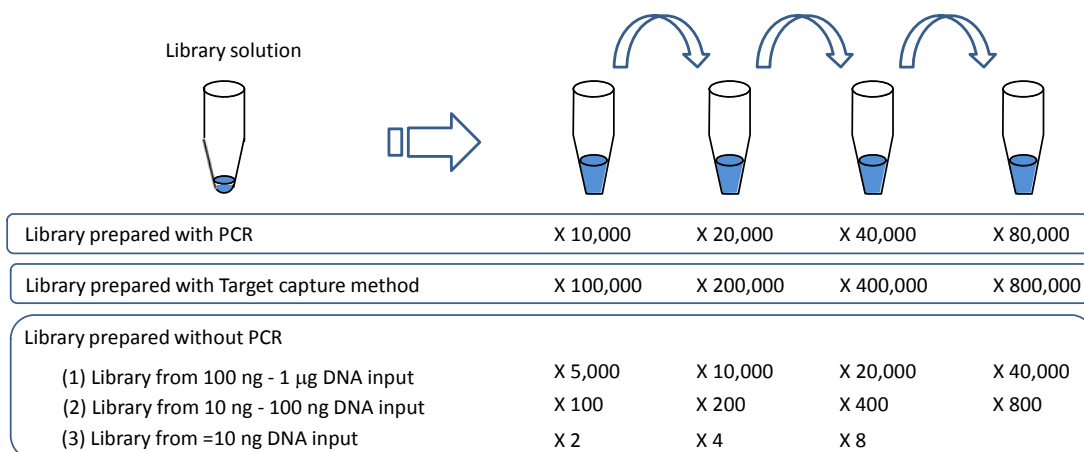 Library solution
Library prepared with PCR X 10,000 X 20,000 X 40,000 X 80,000
Library prepared with Target capture method X 100,000 X 200,000 X 400,000 X 800,000
Library prepared without PCR
(1) Library from 100 ng - 1 μg DNA input X 5,000 X 10,000 X 20,000 X 40,000
(2) Library from 10 ng - 100 ng DNA input X 100 X 200 X 400 X 800
(3) Library from =10 ng DNA input X 2 X 4 X 8